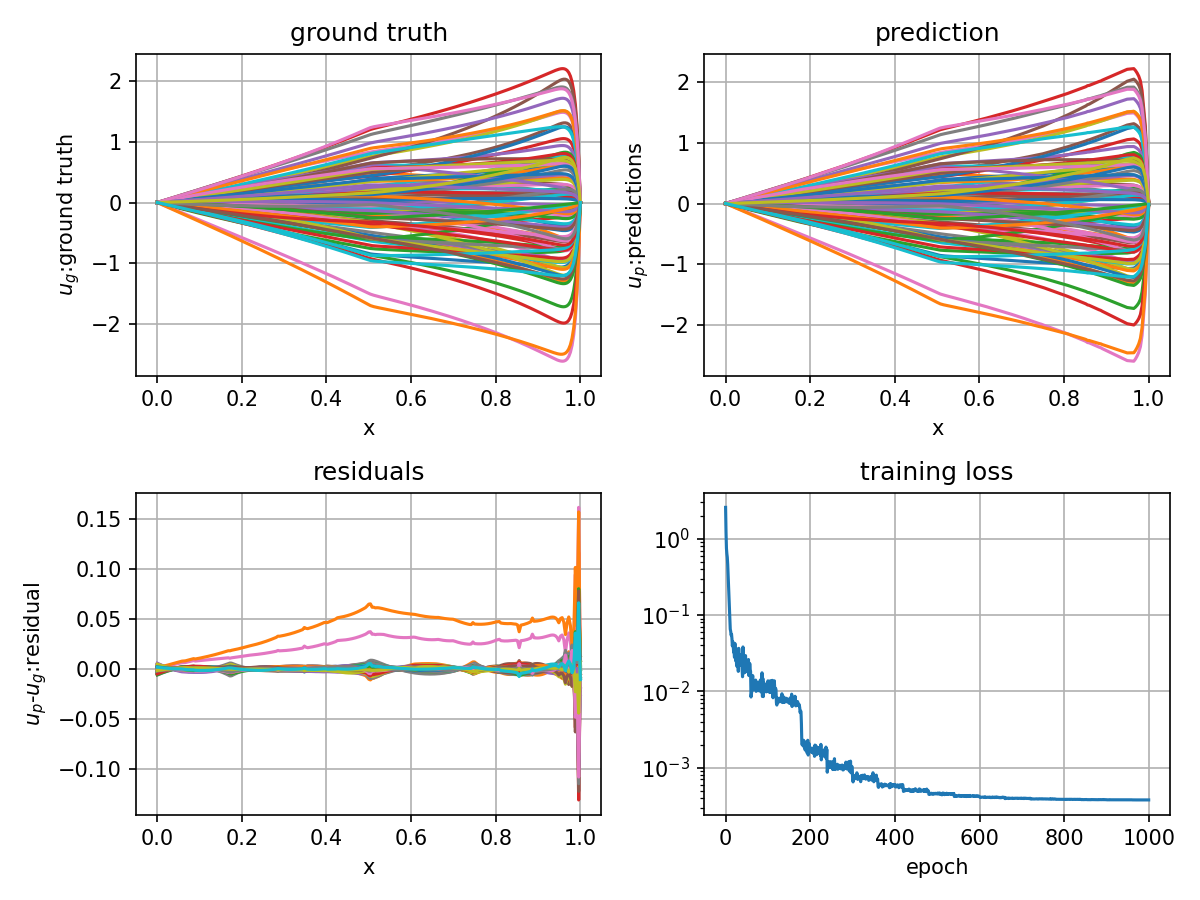 ground truth
u_g:ground truth
2
1
0
−1
−2
0.0 0.2 0.4 0.6 0.8 1.0
x
prediction
u_p:predictions
2
1
0
−1
−2
0.0 0.2 0.4 0.6 0.8 1.0
x
residuals
u_p-u_g:residual
0.15
0.10
0.05
0.00
−0.05
−0.10
0.0 0.2 0.4 0.6 0.8 1.0
x
training loss
10^0
10^−1
10^−2
10^−3
0 200 400 600 800 1000
epoch